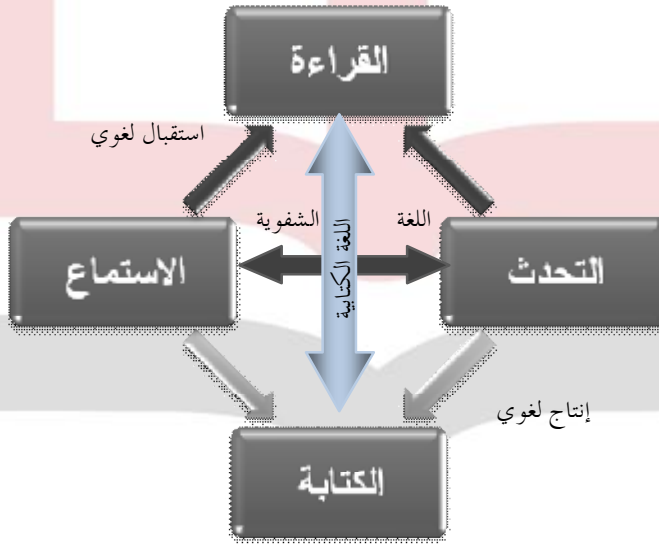 القراءة
استقبال لغوي
اللغة
الشفوية
التحدث
الاستماع
اللغة الكتابية
إنتاج لغوي
الكتابة